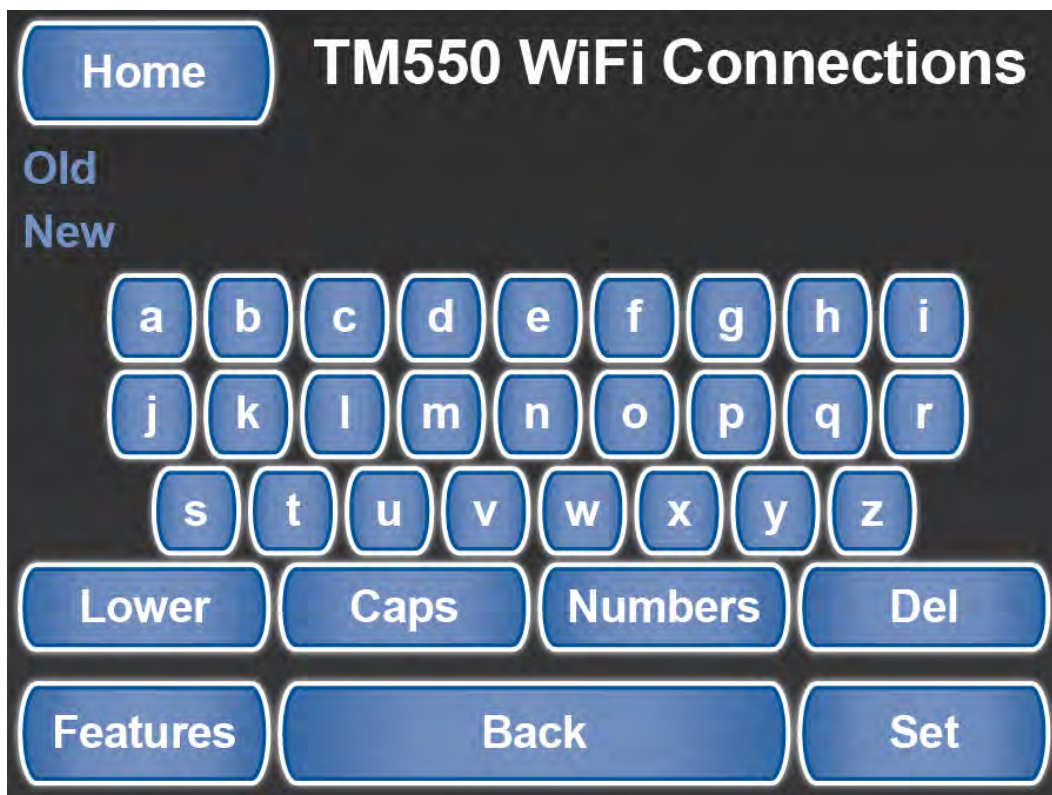 Home TM550 WiFi Connections
Old
New
a b c d e f g h i
j k l m n o p q r
s t u v w x y z
Lower Caps Numbers Del
Features Back Set